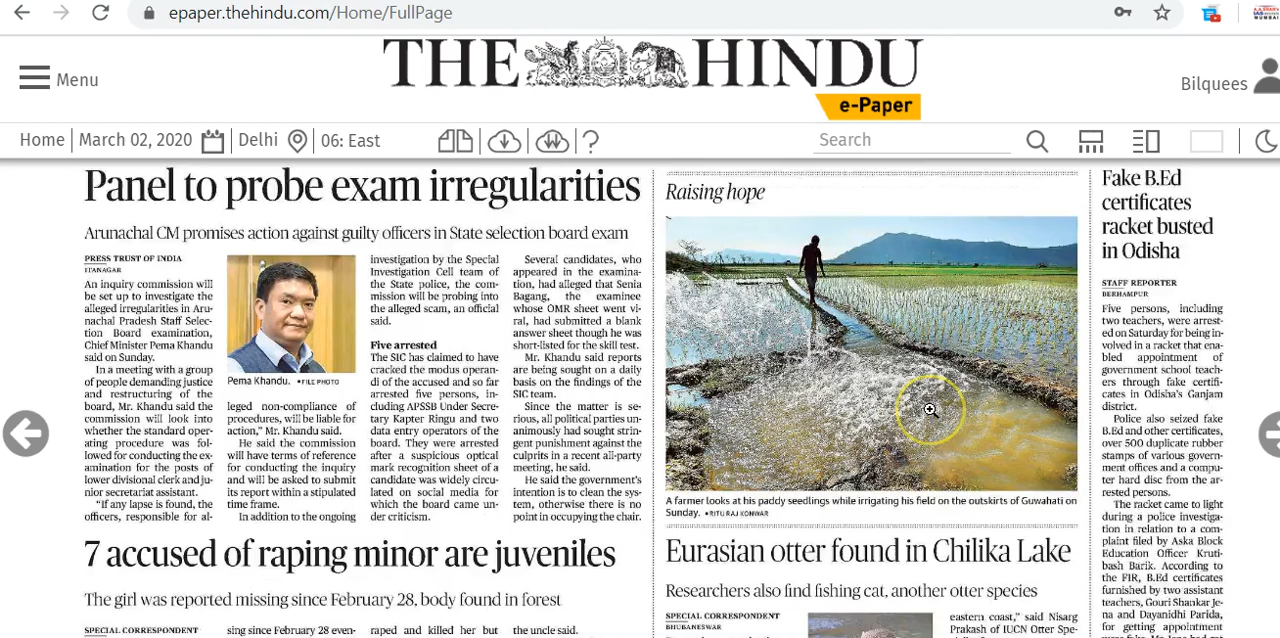 epaper.thehindu.com/Home/FullPage
Menu
THE HINDU
e-Paper
Bilquees
Home
March 02, 2020
Delhi
06: East
Search
Panel to probe exam irregularities
Arunachal CM promises action against guilty officers in State selection board exam
PRESS TRUST OF INDIA
ITANAGAR
An inquiry commission will
be set up to investigate the
alleged irregularities in Aru-
nachal Pradesh Staff Selec-
tion Board examination,
Chief Minister Pema Khandu
said on Sunday.
In a meeting with a group
of people demanding justice
and restructuring of the
board, Mr. Khandu said the
commission will look into
whether the standard oper-
ating procedure was fol-
lowed for conducting the ex-
amination for the posts of
lower divisional clerk and ju-
nior secretariat assistant.
“If any lapse is found, the
officers, responsible for al-
Pema Khandu. ▪FILE PHOTO
leged non-compliance of
procedures, will be liable for
action,” Mr. Khandu said.
He said the commission
will have terms of reference
for conducting the inquiry
and will be asked to submit
its report within a stipulated
time frame.
In addition to the ongoing
investigation by the Special
Investigation Cell team of
the State police, the com-
mission will be probing into
the alleged scam, an official
said.
Five arrested
The SIC has claimed to have
cracked the modus operan-
di of the accused and so far
arrested five persons, in-
cluding APSSB Under Secre-
tary Kapter Ringu and two
data entry operators of the
board. They were arrested
after a suspicious optical
mark recognition sheet of a
candidate was widely circu-
lated on social media for
which the board came un-
der criticism.
Several candidates, who
appeared in the examina-
tion, had alleged that Senia
Bagang, the examinee
whose OMR sheet went vi-
ral, had submitted a blank
answer sheet though he was
short-listed for the skill test.
Mr. Khandu said reports
are being sought on a daily
basis on the findings of the
SIC team.
Since the matter is se-
rious, all political parties un-
animously had sought strin-
gent punishment against the
culprits in a recent all-party
meeting, he said.
He said the government's
intention is to clean the sys-
tem, otherwise there is no
point in occupying the chair.
7 accused of raping minor are juveniles
The girl was reported missing since February 28, body found in forest
SPECIAL CORRESPONDENT
sing since February 28 even-
raped and killed her but
the uncle said.
Raising hope
A farmer looks at his paddy seedlings while irrigating his field on the outskirts of Guwahati on
Sunday. ▪RITU RAJ KONWAR
Eurasian otter found in Chilika Lake
Researchers also find fishing cat, another otter species
SPECIAL CORRESPONDENT
BHUBANESWAR
eastern coast,” said Nisarg
Prakash of IUCN Otter Spe-
Fake B.Ed
certificates
racket busted
in Odisha
STAFF REPORTER
BERHAMPUR
Five persons, including
two teachers, were arrest-
ed on Saturday for being in-
volved in a racket that ena-
bled appointment of
government school teach-
ers through fake certifi-
cates in Odisha's Ganjam
district.
Police also seized fake
B.Ed and other certificates,
over 500 duplicate rubber
stamps of various govern-
ment offices and a compu-
ter hard disc from the ar-
rested persons.
The racket came to light
during a police investiga-
tion in relation to a com-
plaint filed by Aska Block
Education Officer Kruti-
bash Barik. According to
the FIR, B.Ed certificates
furnished by two assistant
teachers, Gouri Shankar Je-
na and Dayanidhi Parida,
for getting appointment